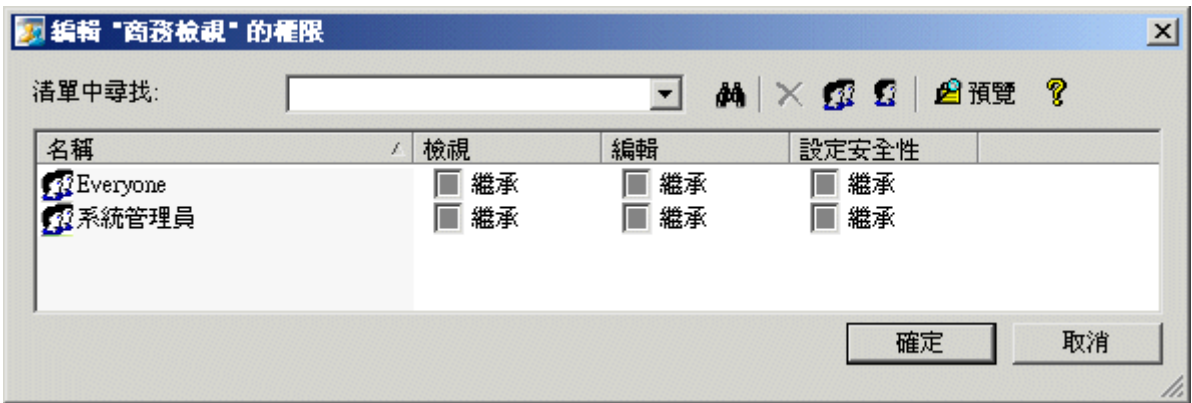 編輯 "商務檢視" 的權限
清單中尋找: 預覽
名稱 檢視 編輯 設定安全性
Everyone 繼承 繼承 繼承
系統管理員 繼承 繼承 繼承
確定 取消